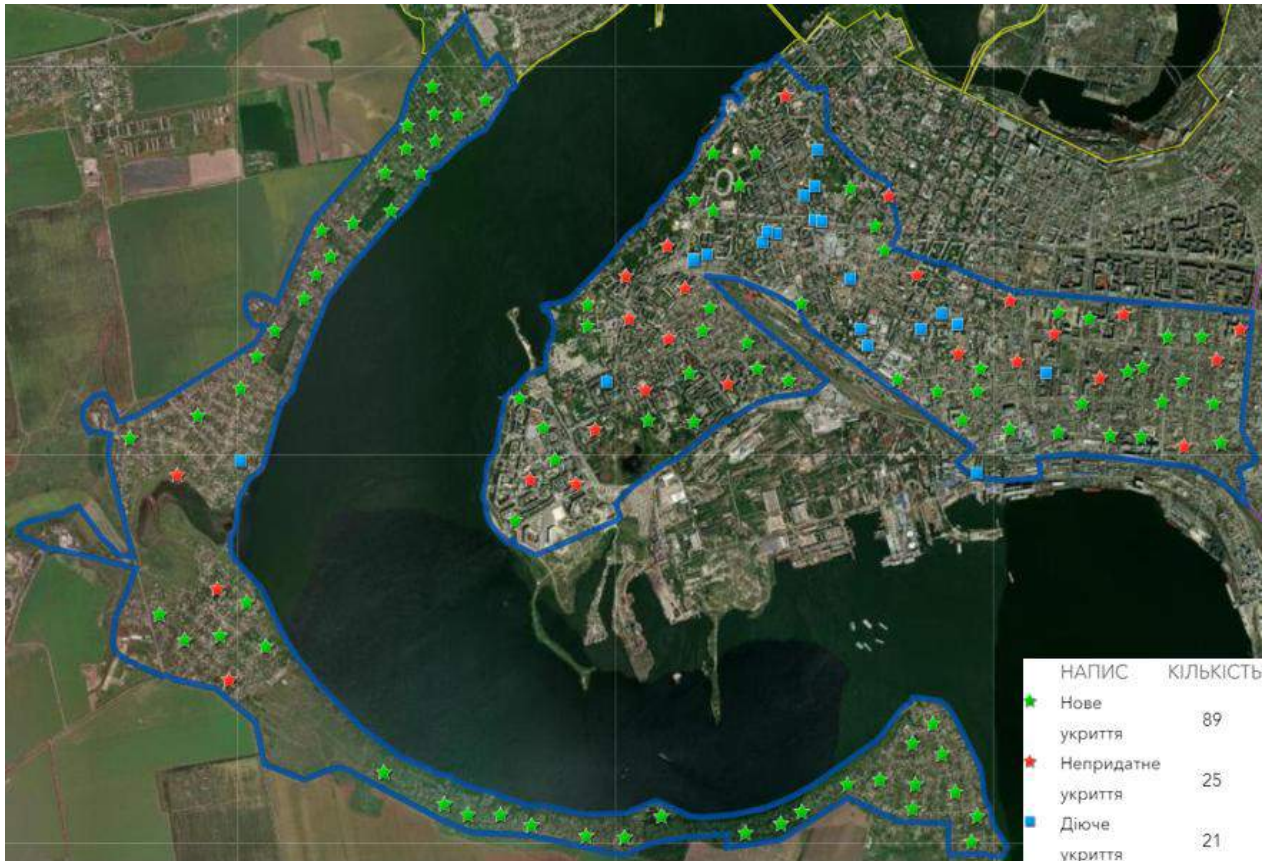 НАПИС КІЛЬКІСТЬ
Нове
укриття
89
Непридатне
укриття
25
Діюче
укриття
21